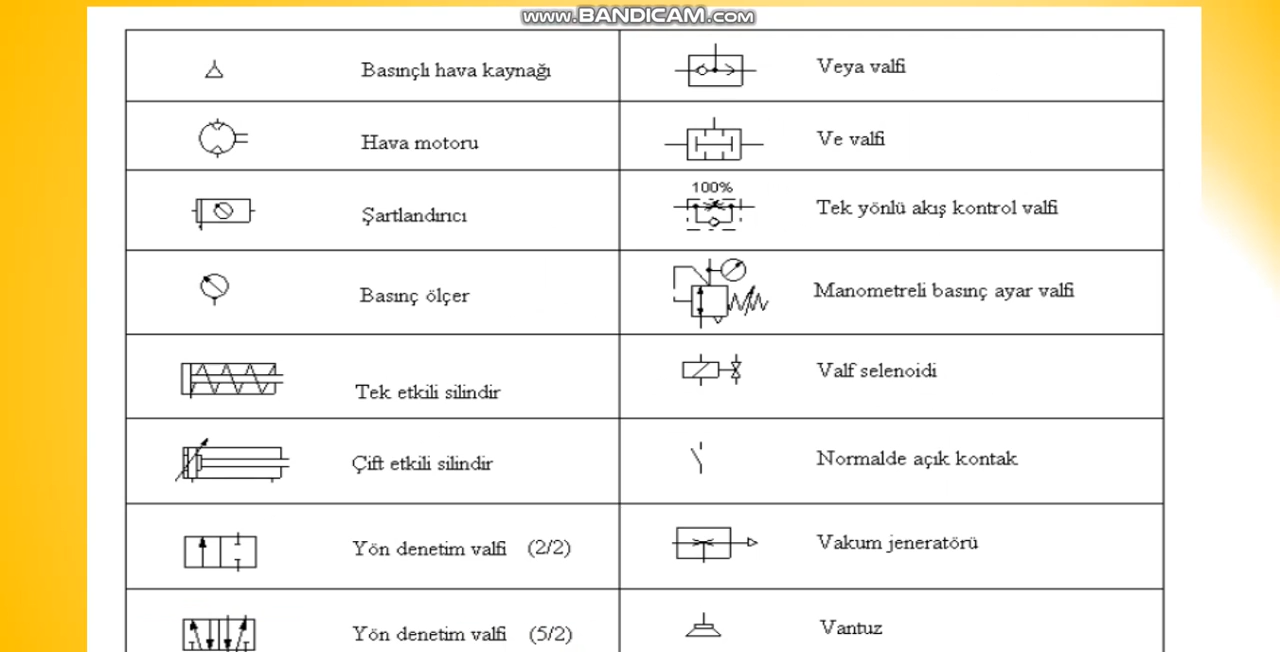 www.BANDICAM.com
Basınçlı hava kaynağı
Veya valfi
Hava motoru
Ve valfi
Şartlandırıcı
100%
Tek yönlü akış kontrol valfi
Basınç ölçer
Manometreli basınç ayar valfi
Tek etkili silindir
Valf selenoidi
Çift etkili silindir
Normalde açık kontak
Yön denetim valfi (2/2)
Vakum jeneratörü
Yön denetim valfi (5/2)
Vantuz